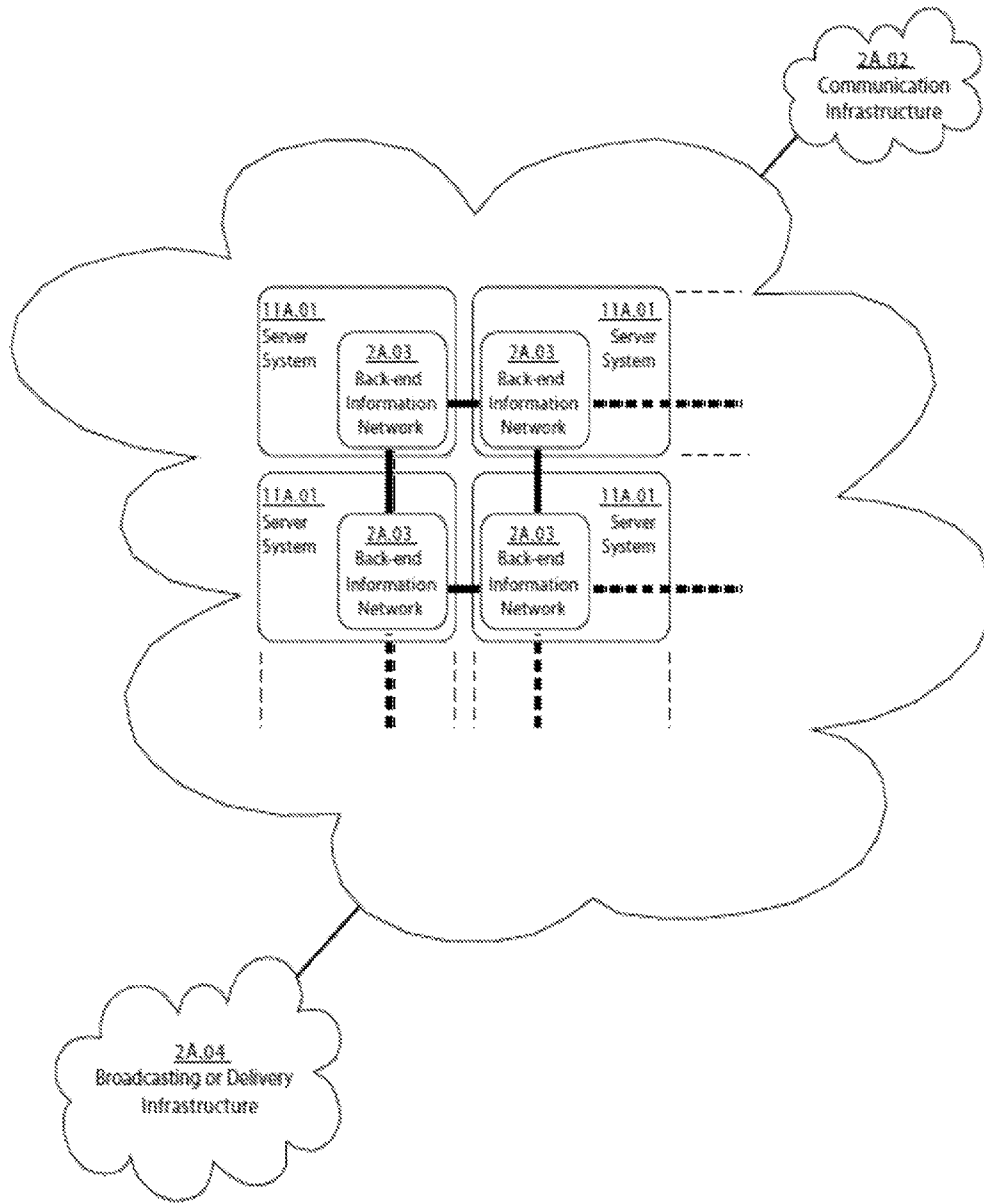 2A.02
Communication
Infrastructure
11A.01
Server
System
2A.03
Back-end
Information
Network
2A.03
Back-end
Information
Network
11A.01
Server
System
11A.01
Server
System
2A.03
Back-end
Information
Network
2A.03
Back-end
Information
Network
11A.01
Server
System
2A.04
Broadcasting or Delivery
Infrastructure